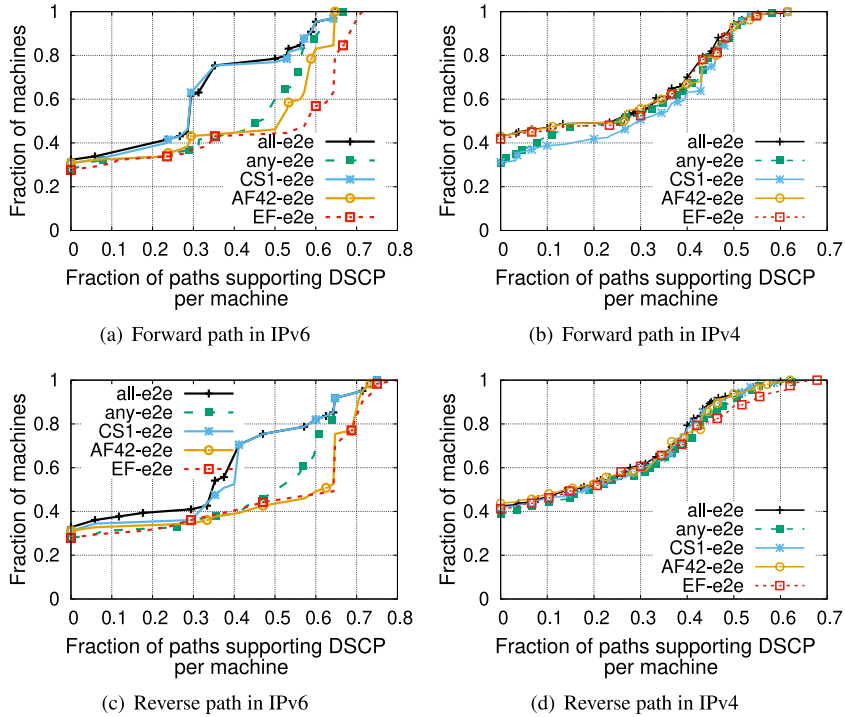 1
0.8
0.6
0.4
0.2
0
0 0.1 0.2 0.3 0.4 0.5 0.6 0.7 0.8
Fraction of machines
all-e2e
any-e2e
CS1-e2e
AF42-e2e
EF-e2e
Fraction of paths supporting DSCP
per machine
(a) Forward path in IPv6
1
0.8
0.6
0.4
0.2
0
0 0.1 0.2 0.3 0.4 0.5 0.6 0.7
Fraction of machines
all-e2e
any-e2e
CS1-e2e
AF42-e2e
EF-e2e
Fraction of paths supporting DSCP
per machine
(b) Forward path in IPv4
1
0.8
0.6
0.4
0.2
0
0 0.1 0.2 0.3 0.4 0.5 0.6 0.7 0.8
Fraction of machines
all-e2e
any-e2e
CS1-e2e
AF42-e2e
EF-e2e
Fraction of paths supporting DSCP
per machine
(c) Reverse path in IPv6
1
0.8
0.6
0.4
0.2
0
0 0.1 0.2 0.3 0.4 0.5 0.6 0.7
Fraction of machines
all-e2e
any-e2e
CS1-e2e
AF42-e2e
EF-e2e
Fraction of paths supporting DSCP
per machine
(d) Reverse path in IPv4